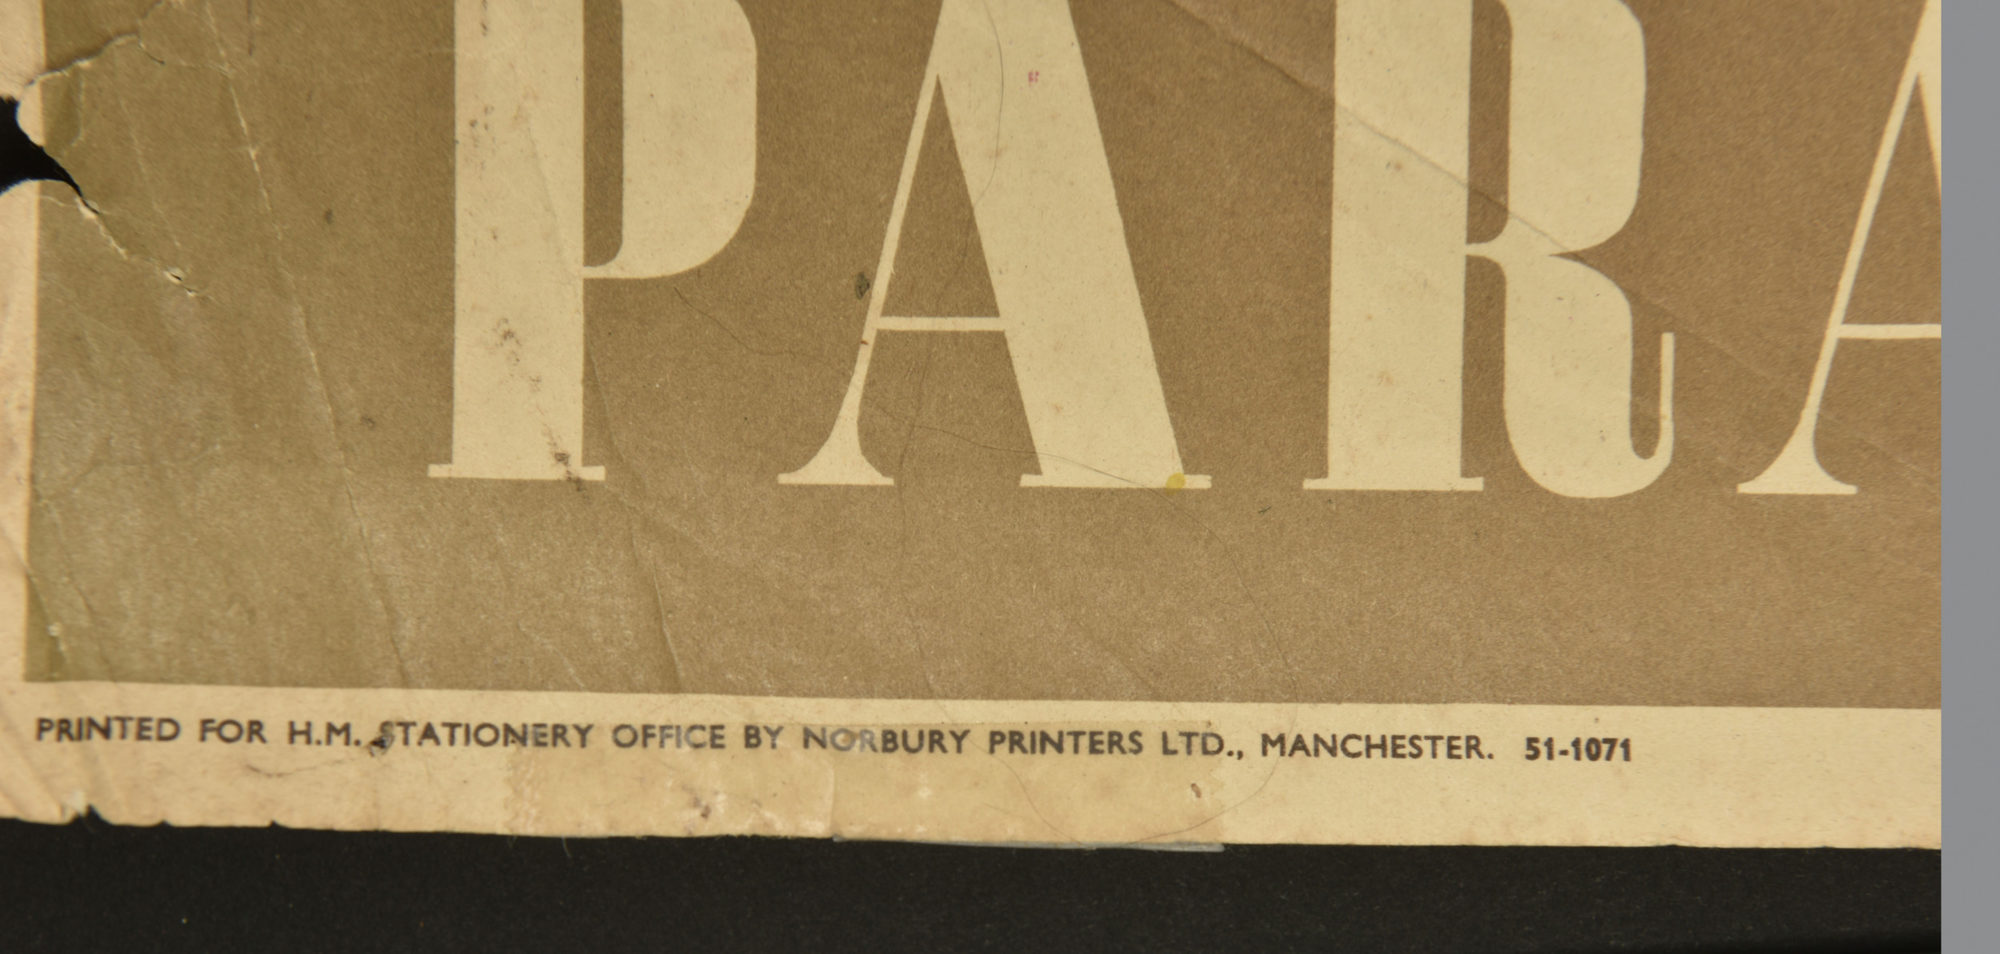 PARA
PRINTED FOR H.M. STATIONERY OFFICE BY NORBURY PRINTERS LTD., MANCHESTER. 51-1071